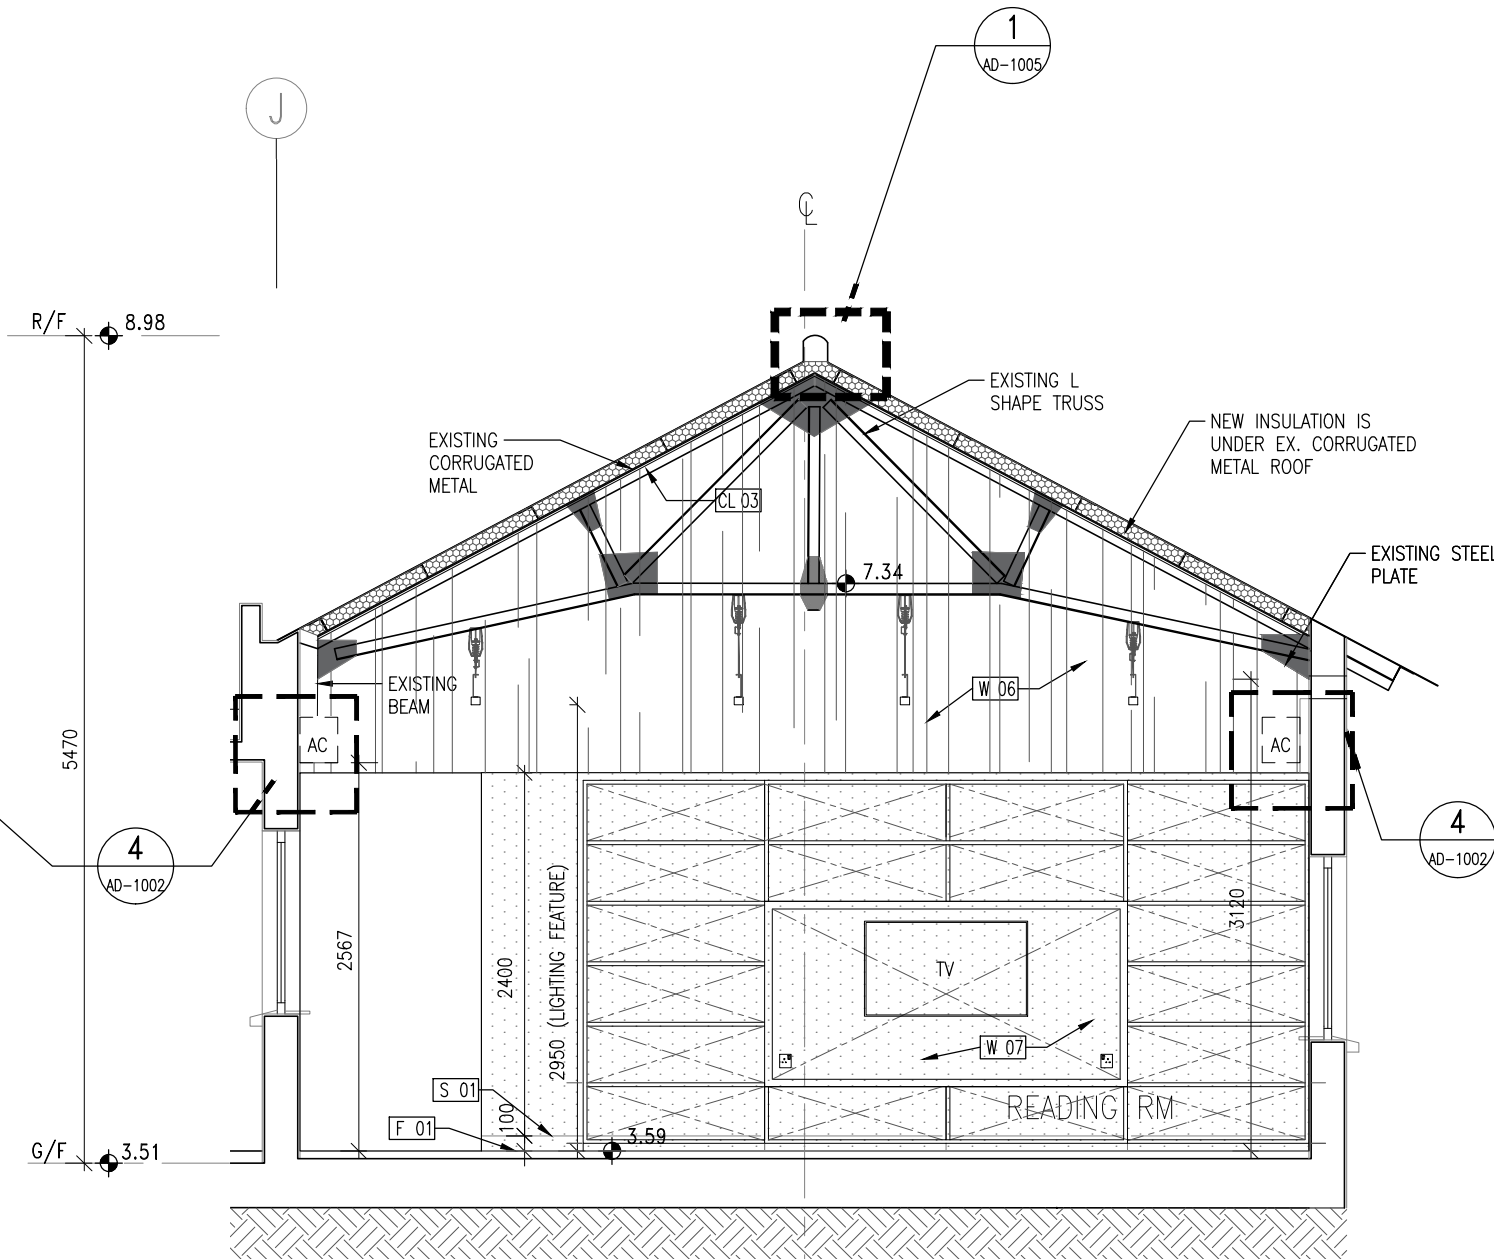 1
AD-1005
J
CL
R/F
8.98
EXISTING L
SHAPE TRUSS
EXISTING
CORRUGATED
METAL
NEW INSULATION IS
UNDER EX. CORRUGATED
METAL ROOF
CL 03
EXISTING STEEL
PLATE
7.34
EXISTING
BEAM
W 06
5470
AC
AC
4
AD-1002
4
AD-1002
2567
2400
2950 (LIGHTING FEATURE)
3120
TV
W 07
S 01
100
READING RM
F 01
3.59
G/F
3.51